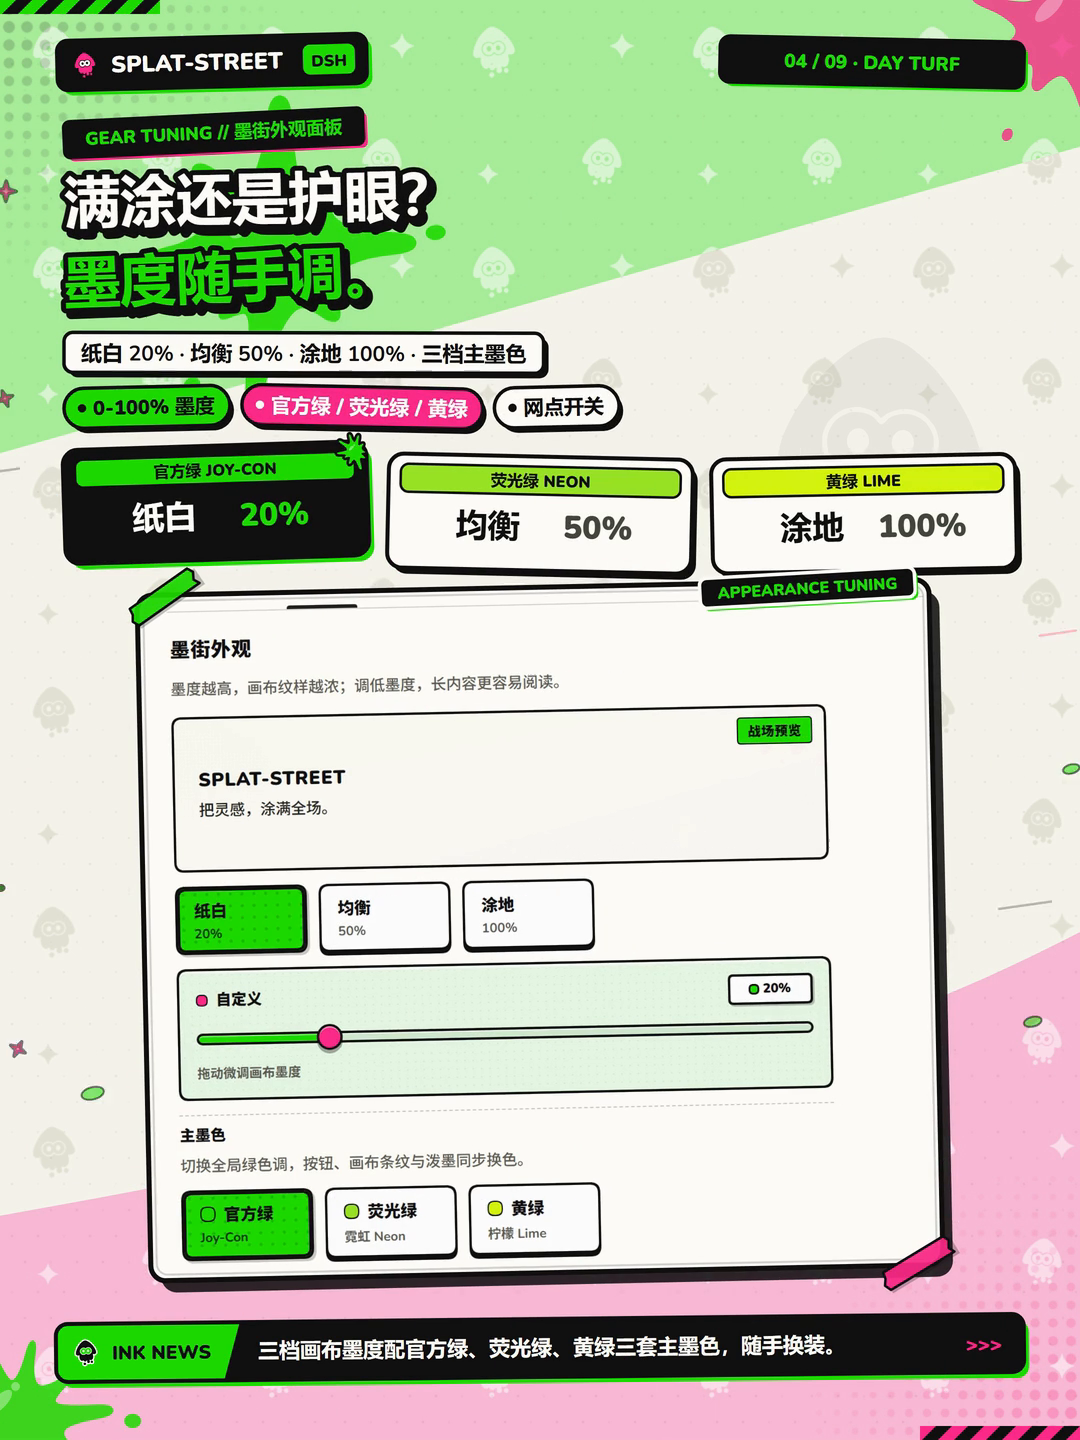 SPLAT-STREET DSH
04 / 09 · DAY TURF
GEAR TUNING // 墨街外观面板
满涂还是护眼?
墨度随手调。
纸白 20% · 均衡 50% · 涂地 100% · 三档主墨色
• 0-100% 墨度
• 官方绿 / 荧光绿 / 黄绿
• 网点开关
官方绿 JOY-CON
纸白 20%
荧光绿 NEON
均衡 50%
黄绿 LIME
涂地 100%
APPEARANCE TUNING
墨街外观
墨度越高，画布纹样越浓；调低墨度，长内容更容易阅读。
战场预览
SPLAT-STREET
把灵感，涂满全场。
纸白
20%
均衡
50%
涂地
100%
自定义
20%
拖动微调画布墨度
主墨色
切换全局绿色调，按钮、画布条纹与泼墨同步换色。
官方绿
Joy-Con
荧光绿
霓虹 Neon
黄绿
柠檬 Lime
INK NEWS
三档画布墨度配官方绿、荧光绿、黄绿三套主墨色，随手换装。
>>>